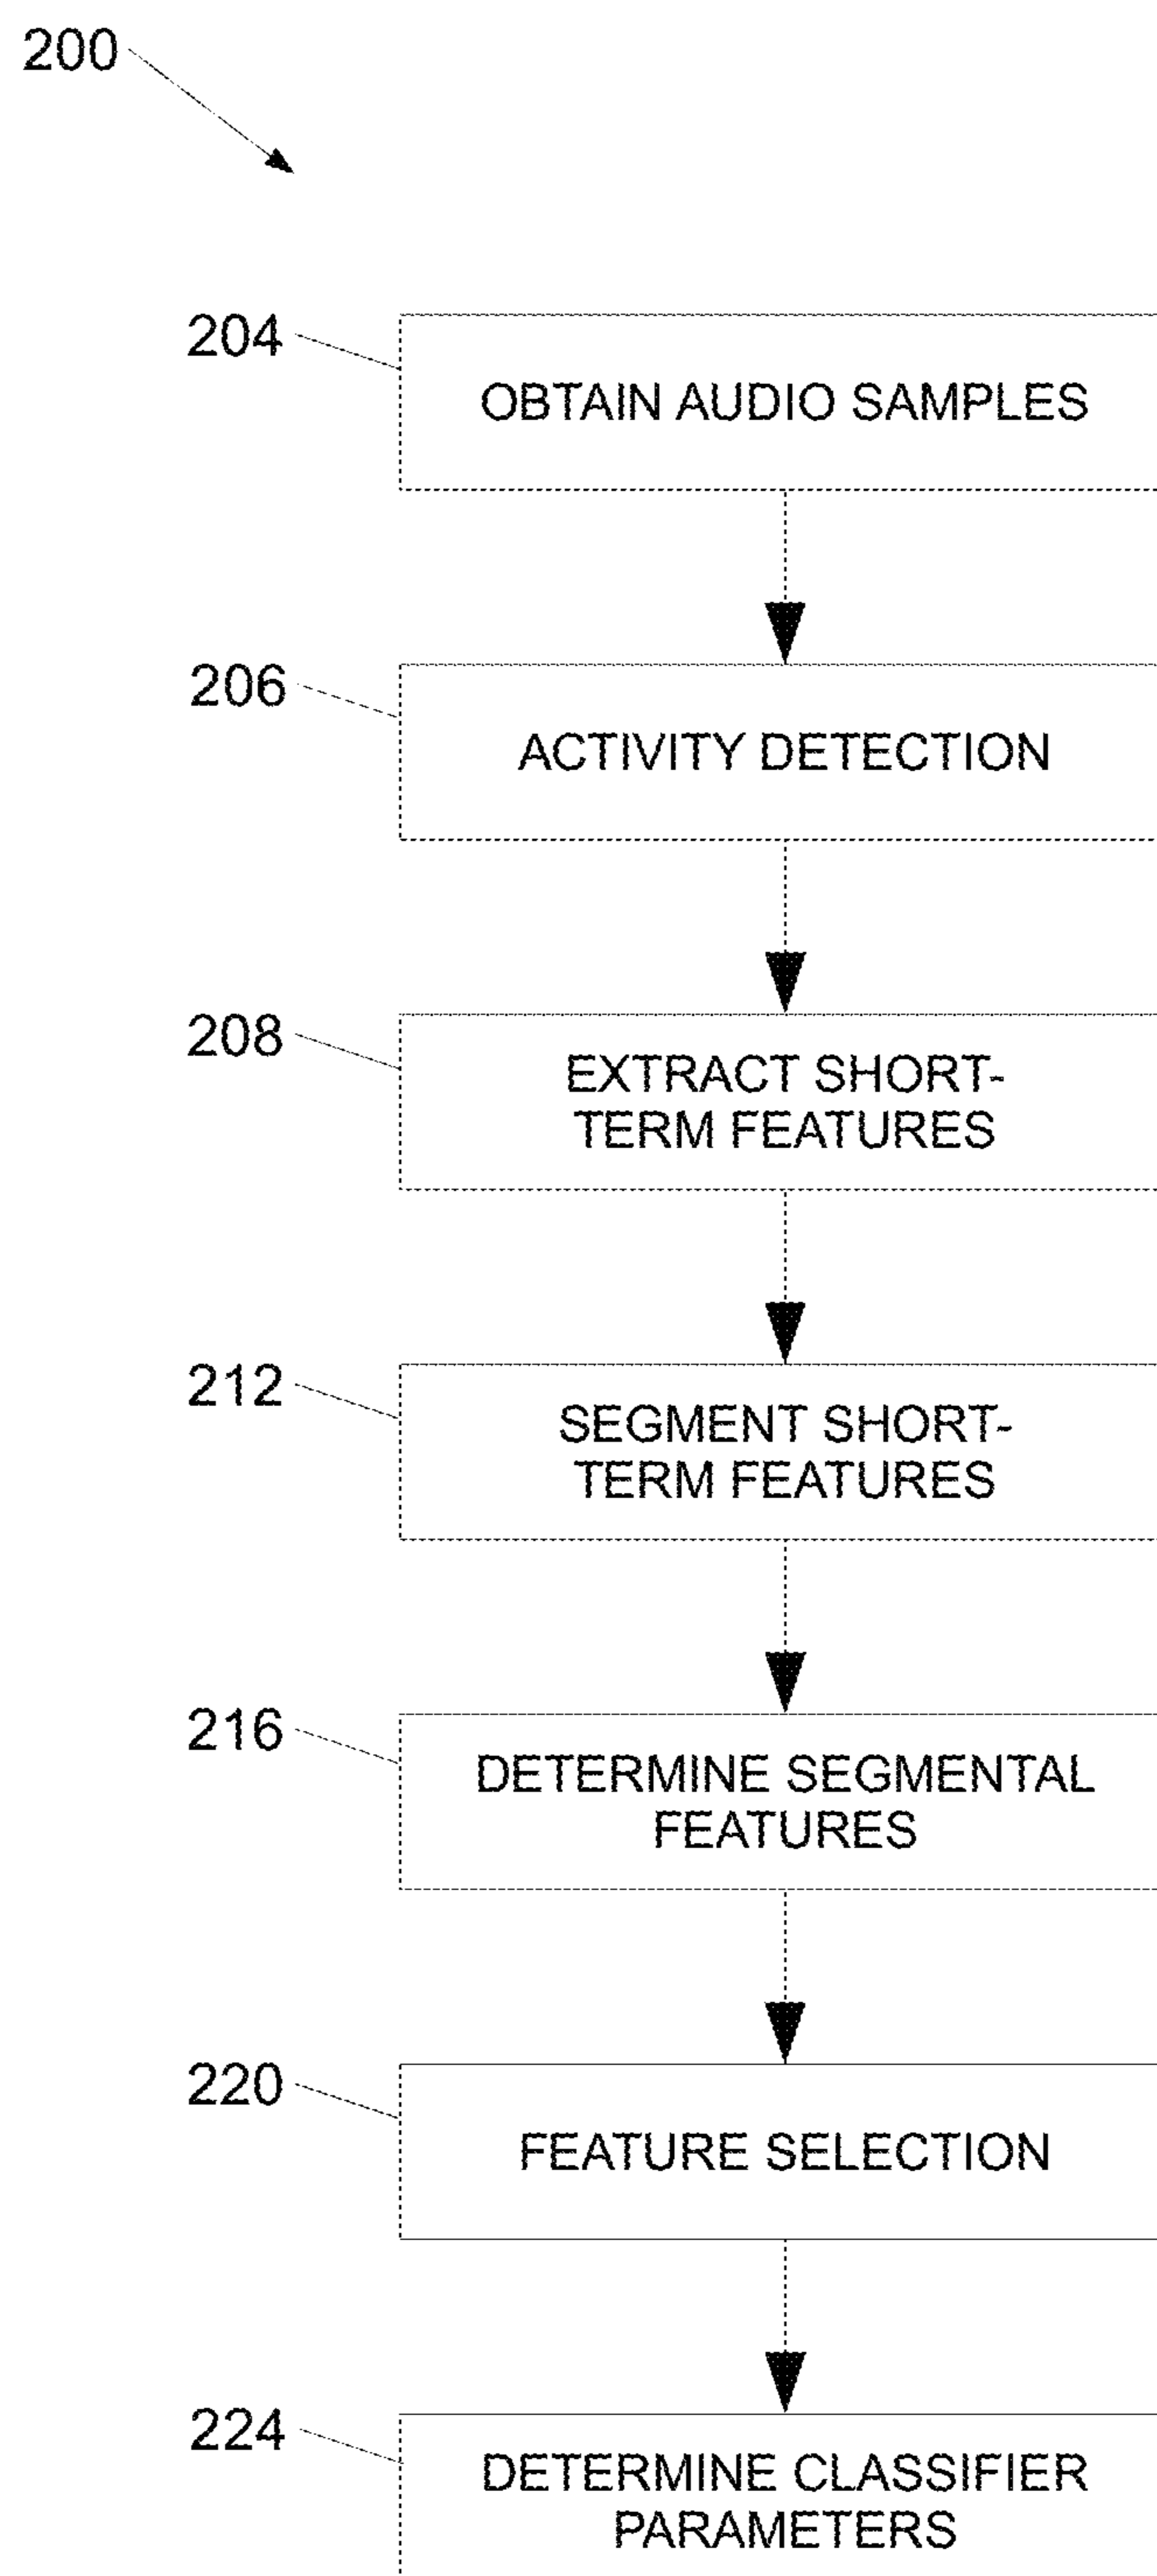 200
204
OBTAIN AUDIO SAMPLES
206
ACTIVITY DETECTION
208
EXTRACT SHORT-
TERM FEATURES
212
SEGMENT SHORT-
TERM FEATURES
216
DETERMINE SEGMENTAL
FEATURES
220
FEATURE SELECTION
224
DETERMINE CLASSIFIER
PARAMETERS